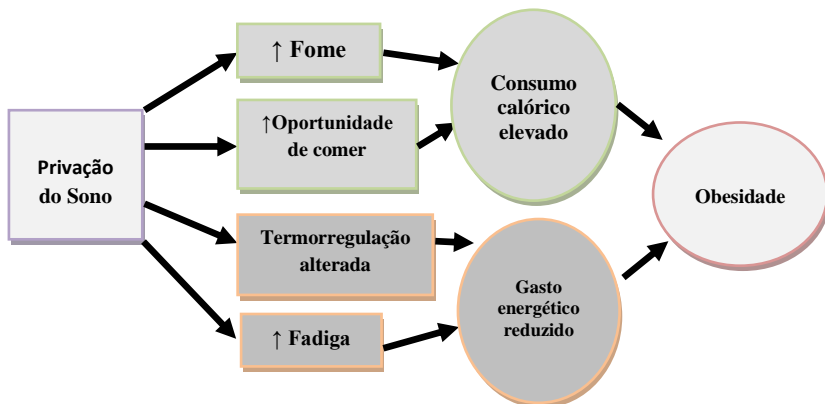 Privação
do Sono
↑ Fome
↑Oportunidade
de comer
Termorregulação
alterada
↑ Fadiga
Consumo
calórico
elevado
Gasto
energético
reduzido
Obesidade